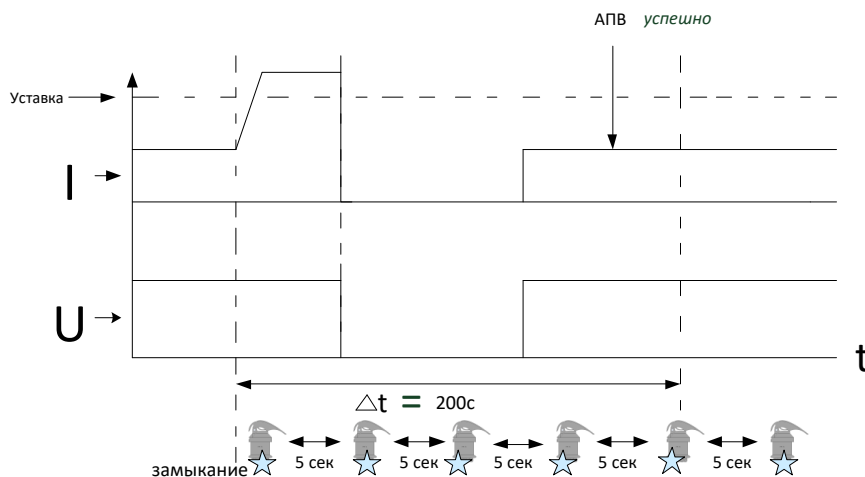 АПВ успешно
Уставка
I
U
t
△t = 200с
замыкание 5 сек 5 сек 5 сек 5 сек 5 сек